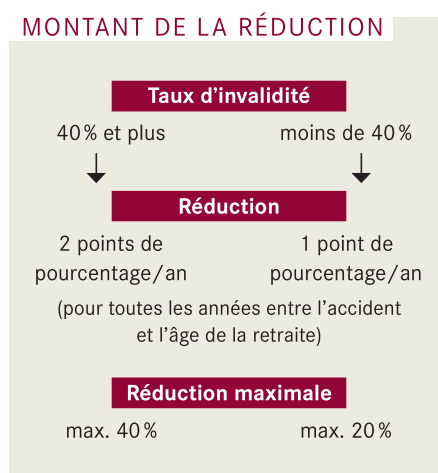 MONTANT DE LA RÉDUCTION
Taux d’invalidité
40 % et plus
moins de 40 %
Réduction
2 points de pourcentage/an
1 point de pourcentage/an
(pour toutes les années entre l’accident
et l’âge de la retraite)
Réduction maximale
max. 40 %
max. 20 %